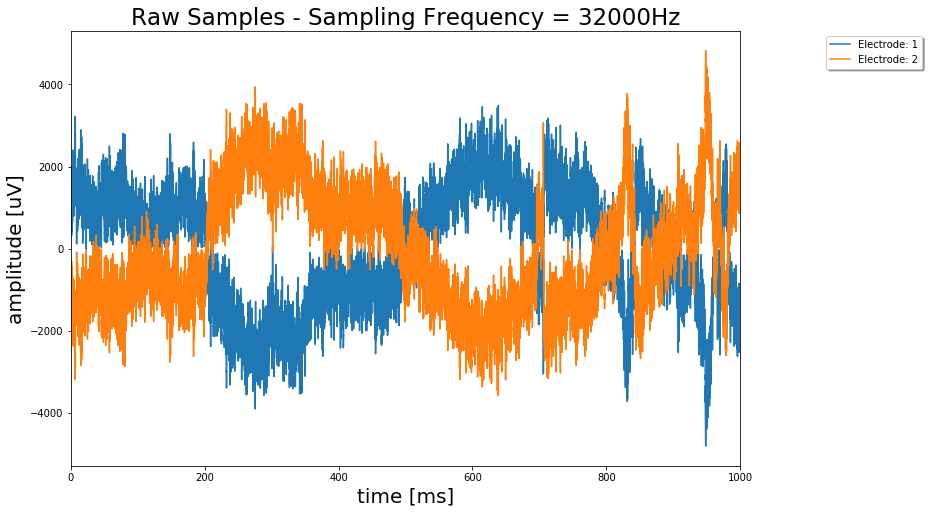 Raw Samples - Sampling Frequency = 32000Hz
Electrode: 1
Electrode: 2
amplitude [uV]
4000
2000
0
−2000
−4000
0 200 400 600 800 1000
time [ms]